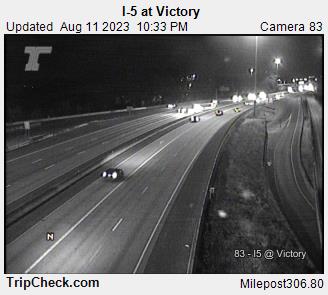 I-5 at Victory
Updated Aug 11 2023 10:33 PM Camera 83
T
N
83 - I5 @ Victory
TripCheck.com Milepost306.80